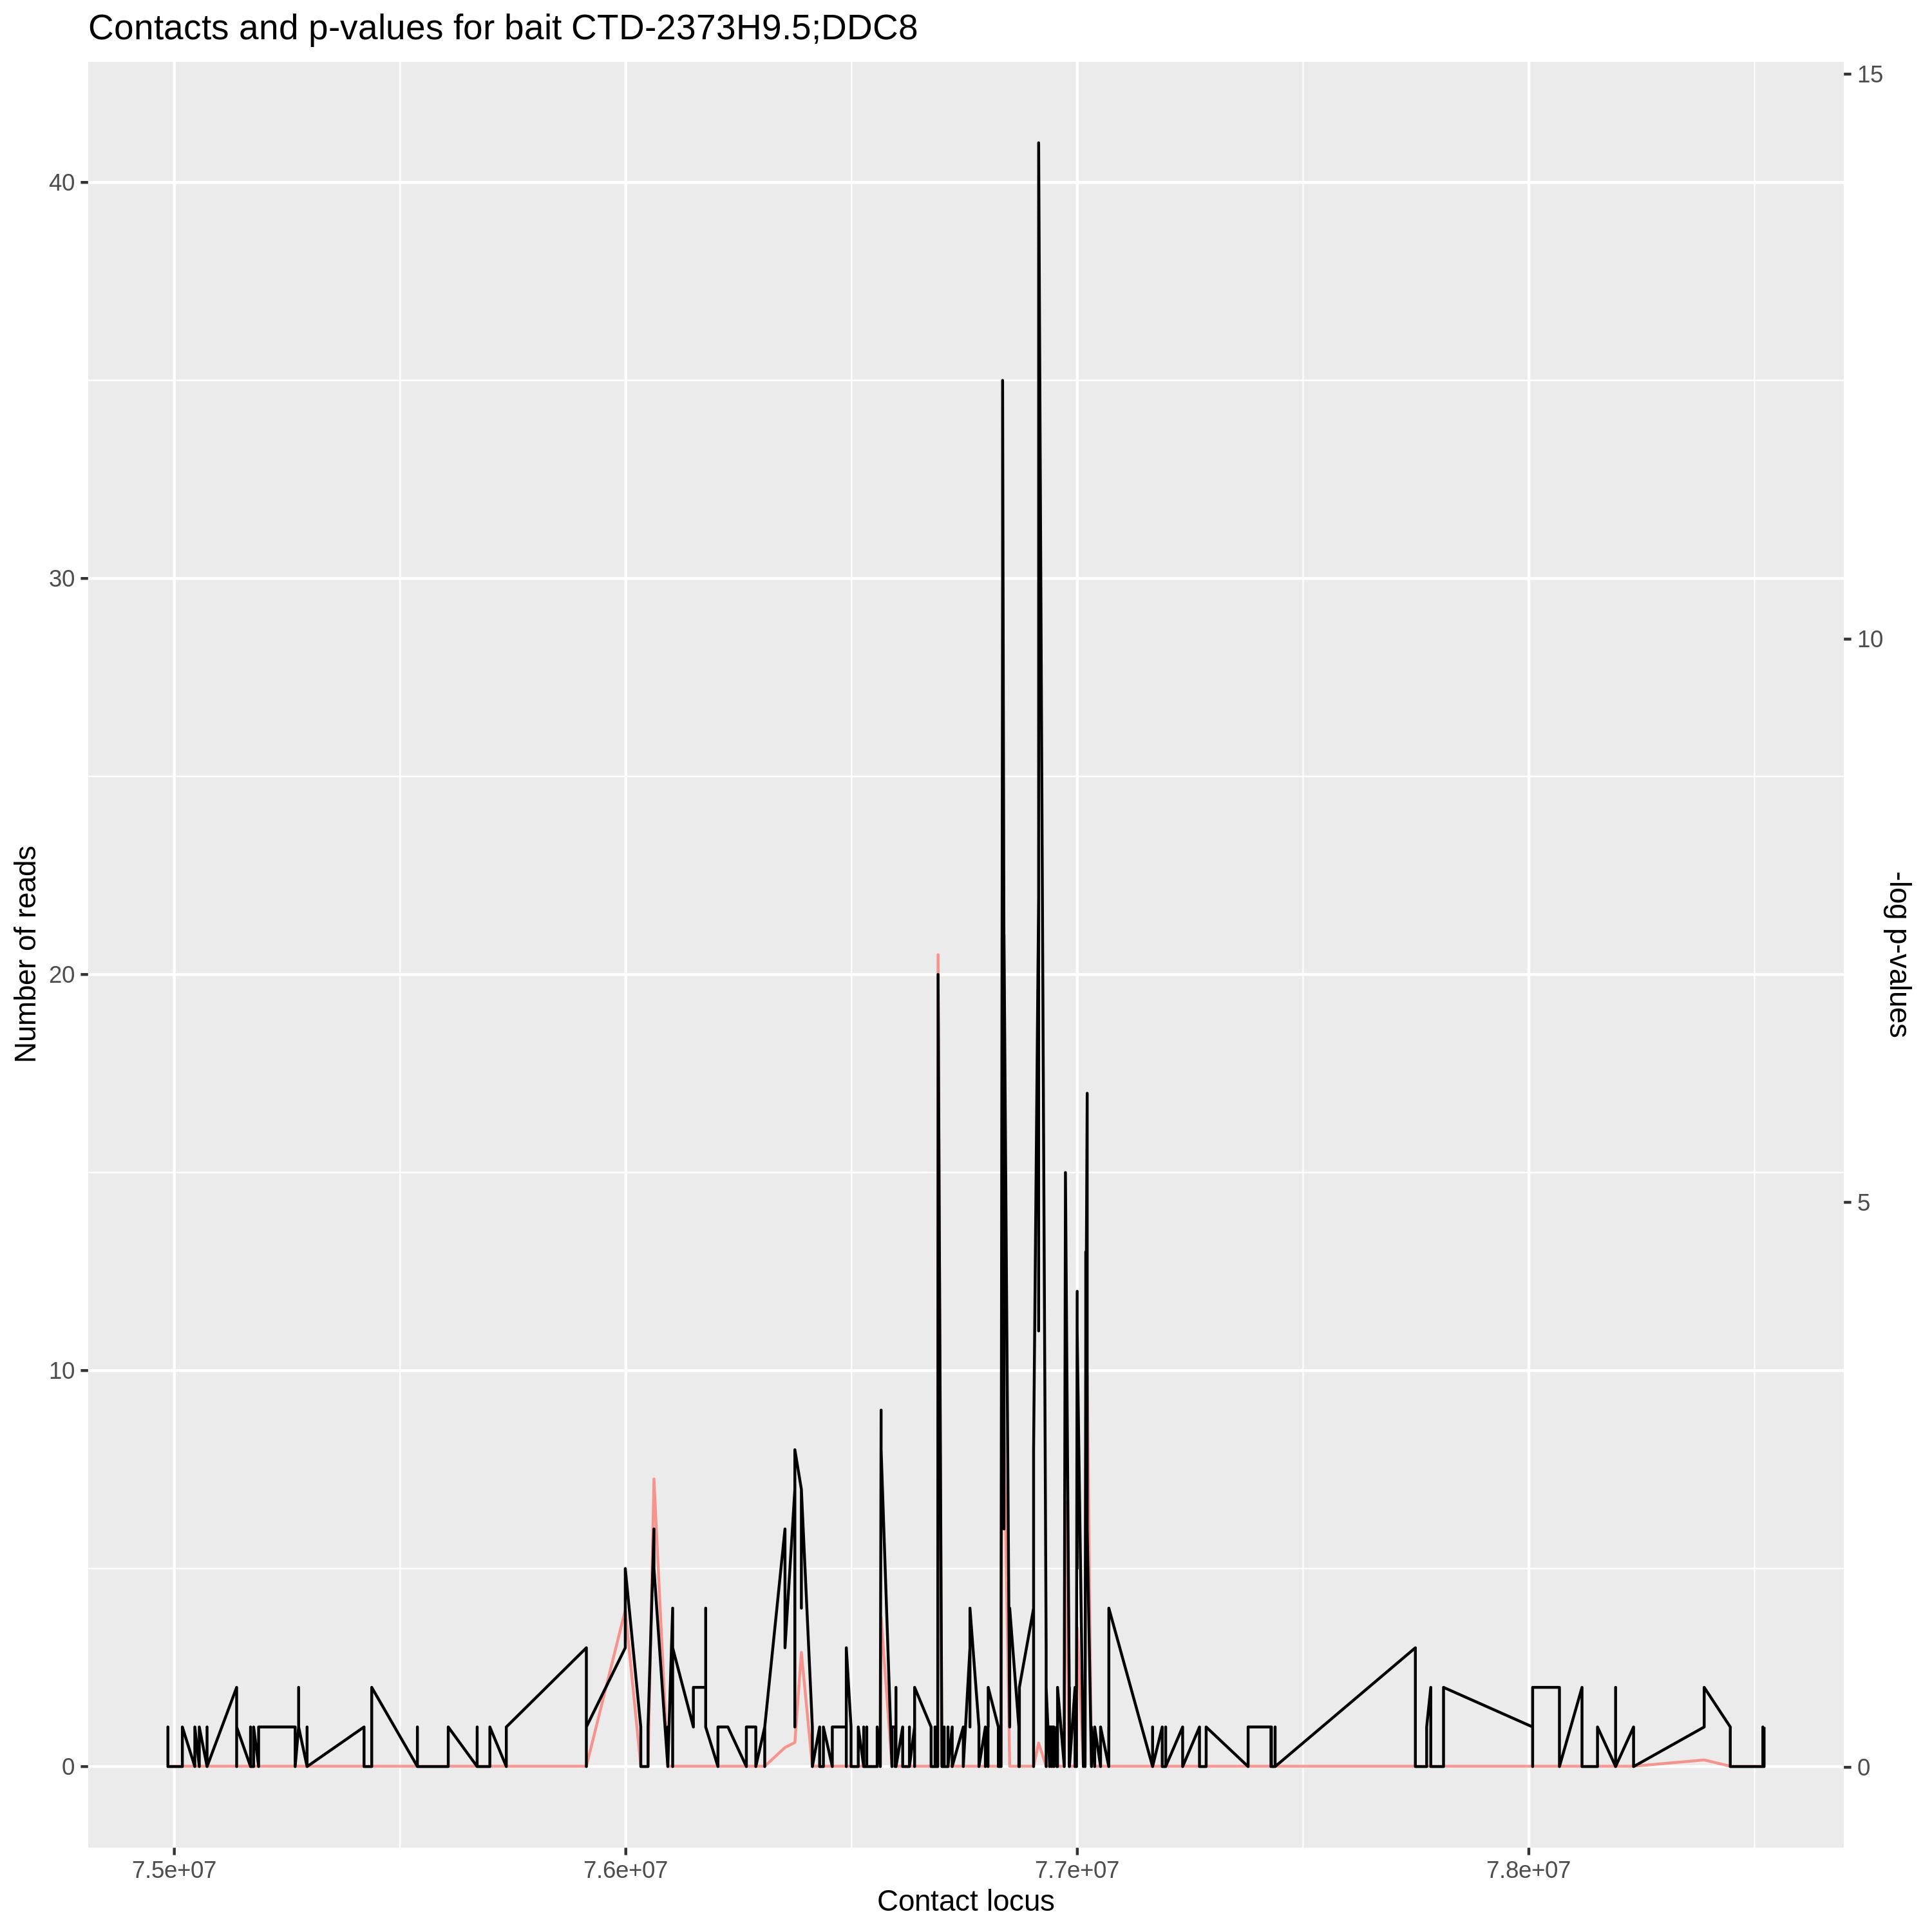 Contacts and p-values for bait CTD-2373H9.5;DDC8
Number of reads
40
30
20
10
0
15
10
5
0
-log p-values
7.5e+07 7.6e+07 7.7e+07 7.8e+07
Contact locus